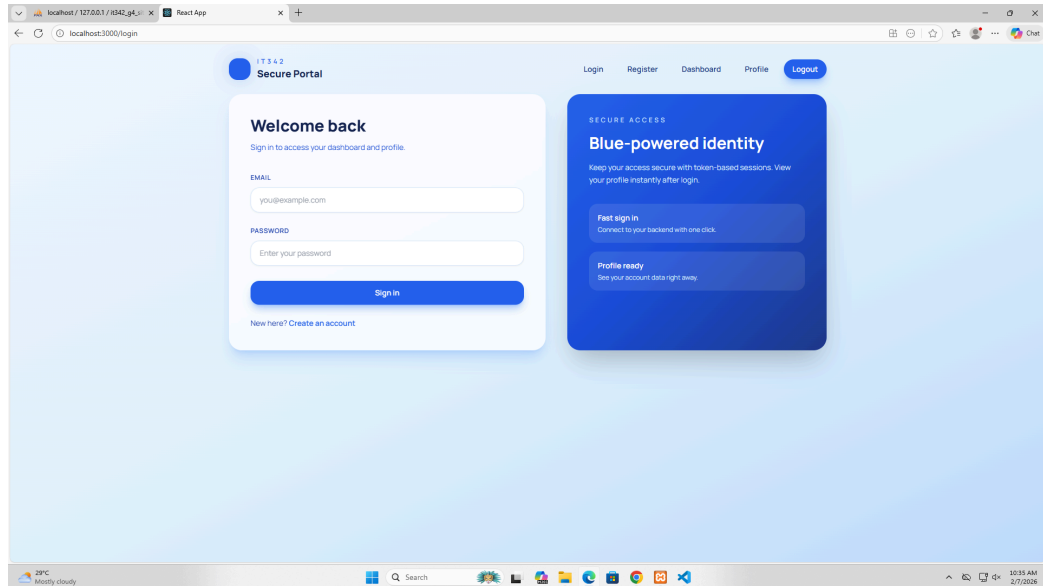 localhost / 127.0.0.1 / it342_g4_si
React App
localhost:3000/login
Chat
IT342
Secure Portal
Login
Register
Dashboard
Profile
Logout
Welcome back
Sign in to access your dashboard and profile.
EMAIL
you@example.com
PASSWORD
Enter your password
Sign in
New here? Create an account
SECURE ACCESS
Blue-powered identity
Keep your access secure with token-based sessions. View
your profile instantly after login.
Fast sign in
Connect to your backend with one click.
Profile ready
See your account data right away.
29°C
Mostly cloudy
Search
10:35 AM
2/7/2026